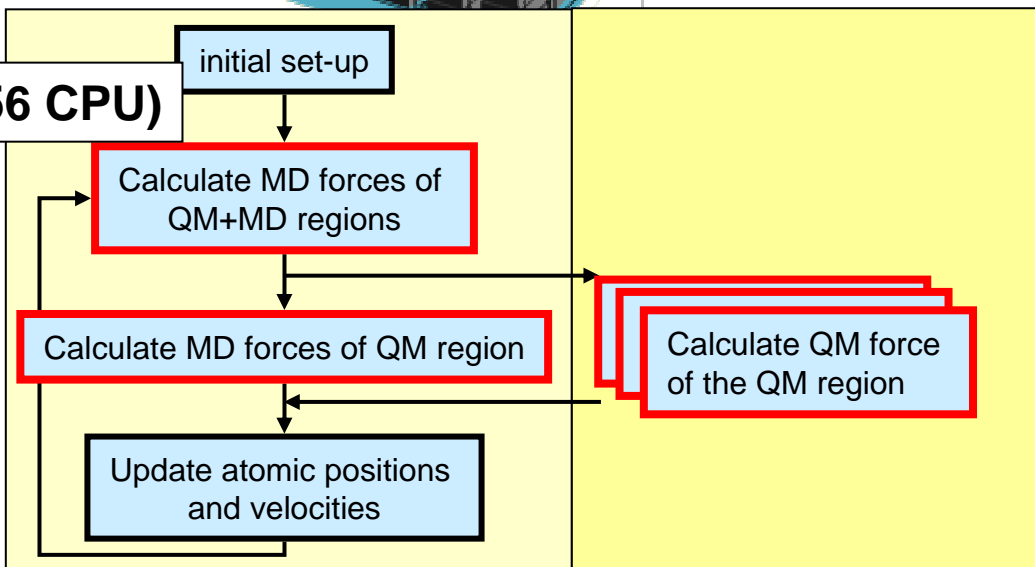 initial set-up
56 CPU)
Calculate MD forces of
QM+MD regions
Calculate MD forces of QM region
Calculate QM force
of the QM region
Update atomic positions
and velocities